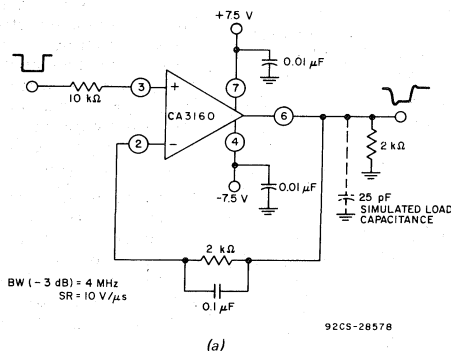 +7.5 V
0.01 μF
7
3
+
10 kΩ
CA3160
6
2
–
4
2 kΩ
0.01 μF
-7.5 V
25 pF
SIMULATED LOAD
CAPACITANCE
2 kΩ
0.1 μF
BW (−3 dB) = 4 MHz
SR = 10 V/μs
92CS-28578
(a)